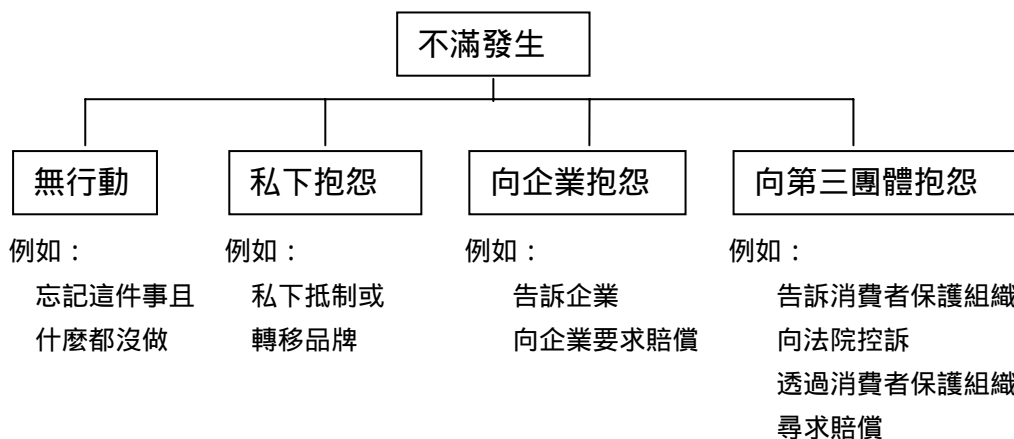 不滿發生
無行動
私下抱怨
向企業抱怨
向第三團體抱怨
例如：
忘記這件事且
什麼都沒做
例如：
私下抵制或
轉移品牌
例如：
告訴企業
向企業要求賠償
例如：
告訴消費者保護組織
向法院控訴
透過消費者保護組織
尋求賠償